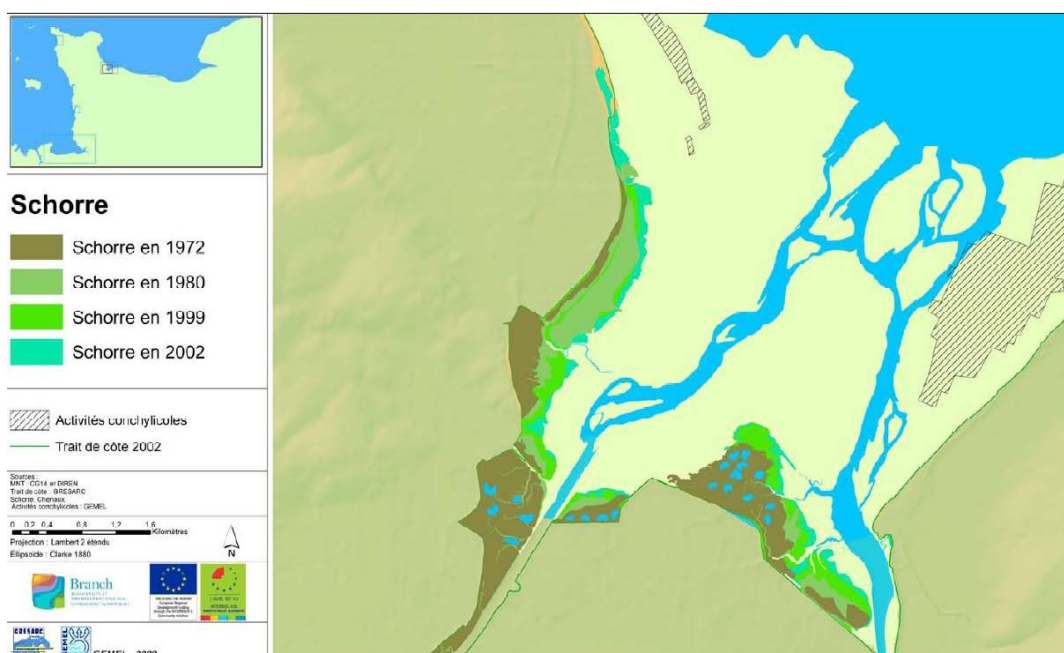 Schorre
Schorre en 1972
Schorre en 1980
Schorre en 1999
Schorre en 2002
Activités conchylicoles
Trait de côte 2002
Sources :
MNT : CG14 et DIREN
Trait de côte : GRESARC
Schorre, Chenaux,
Activités conchylicoles : GEMEL
0 0.2 0.4 0.8 1.2 1.6
Kilomètres
Projection : Lambert 2 étendu
Ellipsoïde : Clarke 1880
N
Branch
GRESARC
GEMEL